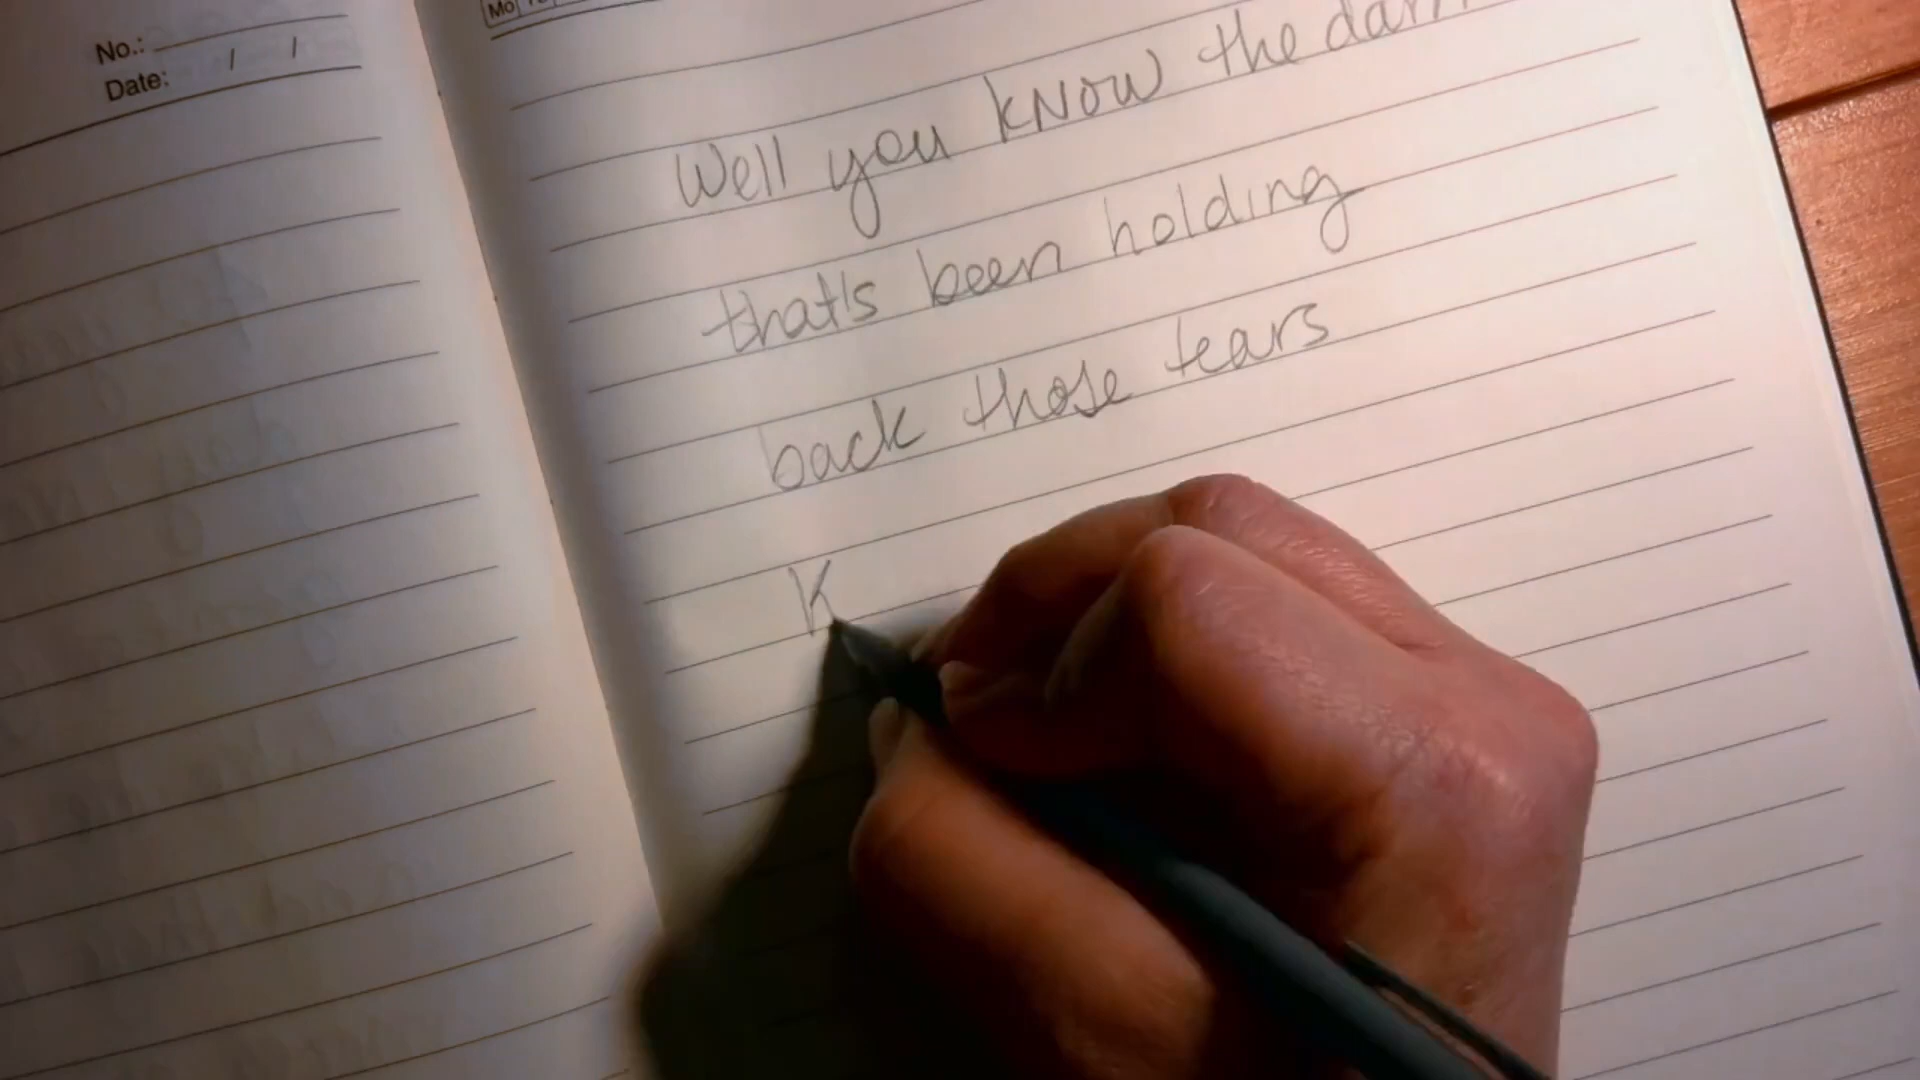 No.:
Date: / /
Mo
Well you kNow the
that's been holding
back those tears
K